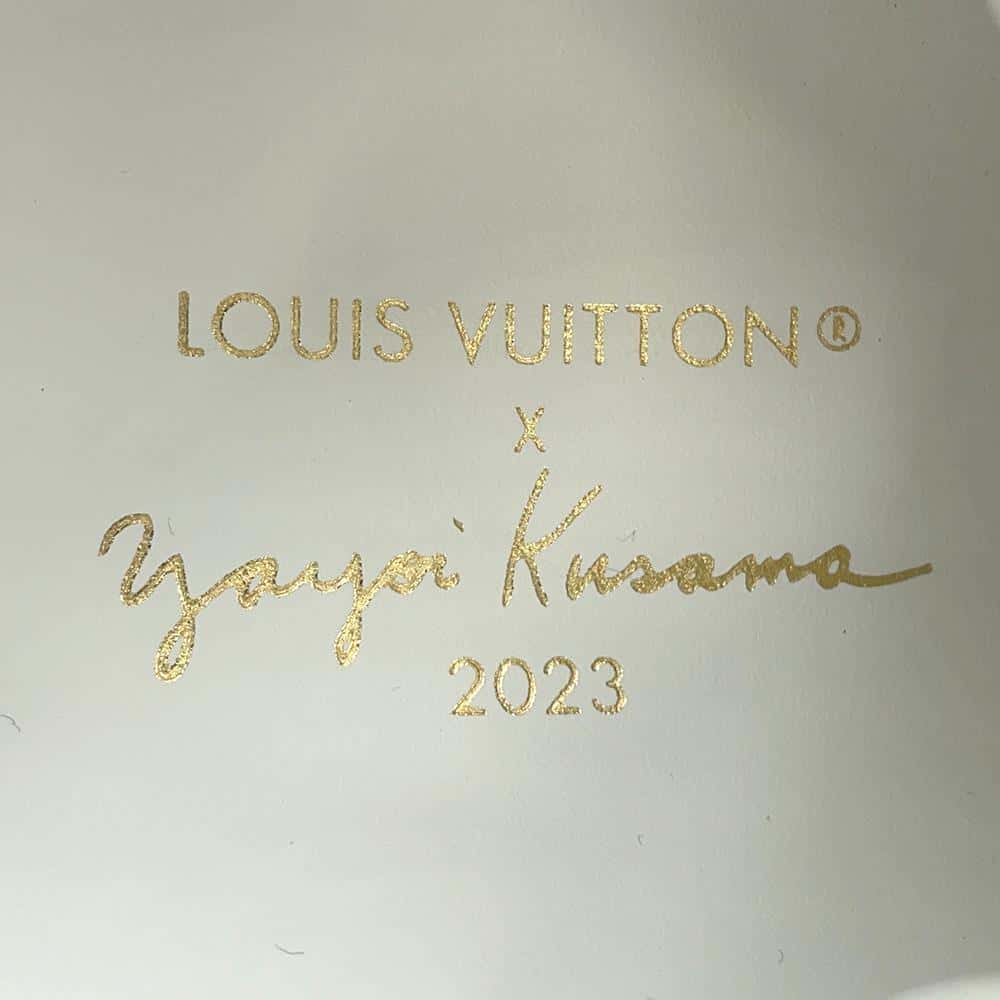 LOUIS VUITTON®
x
Yayoi Kusama
2023